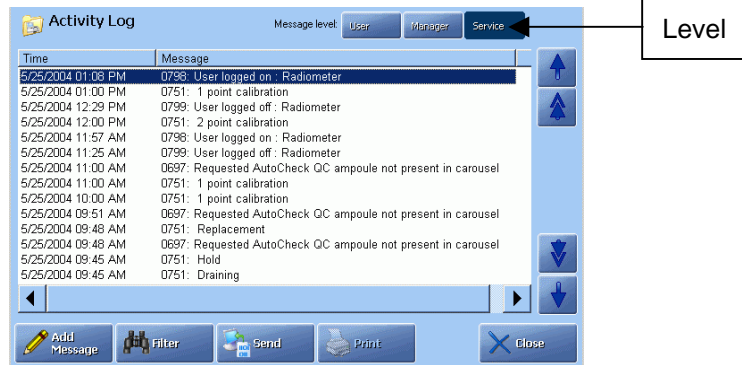 Activity Log
Message level: User Manager Service
Level
Time Message
5/25/2004 01:08 PM 0798: User logged on : Radiometer
5/25/2004 01:00 PM 0751: 1 point calibration
5/25/2004 12:29 PM 0799: User logged off : Radiometer
5/25/2004 12:00 PM 0751: 2 point calibration
5/25/2004 11:57 AM 0798: User logged on : Radiometer
5/25/2004 11:25 AM 0799: User logged off : Radiometer
5/25/2004 11:00 AM 0697: Requested AutoCheck QC ampoule not present in carousel
5/25/2004 11:00 AM 0751: 1 point calibration
5/25/2004 10:00 AM 0751: 1 point calibration
5/25/2004 09:51 AM 0697: Requested AutoCheck QC ampoule not present in carousel
5/25/2004 09:48 AM 0751: Replacement
5/25/2004 09:48 AM 0697: Requested AutoCheck QC ampoule not present in carousel
5/25/2004 09:45 AM 0751: Hold
5/25/2004 09:45 AM 0751: Draining
Add Message Filter Send Print Close